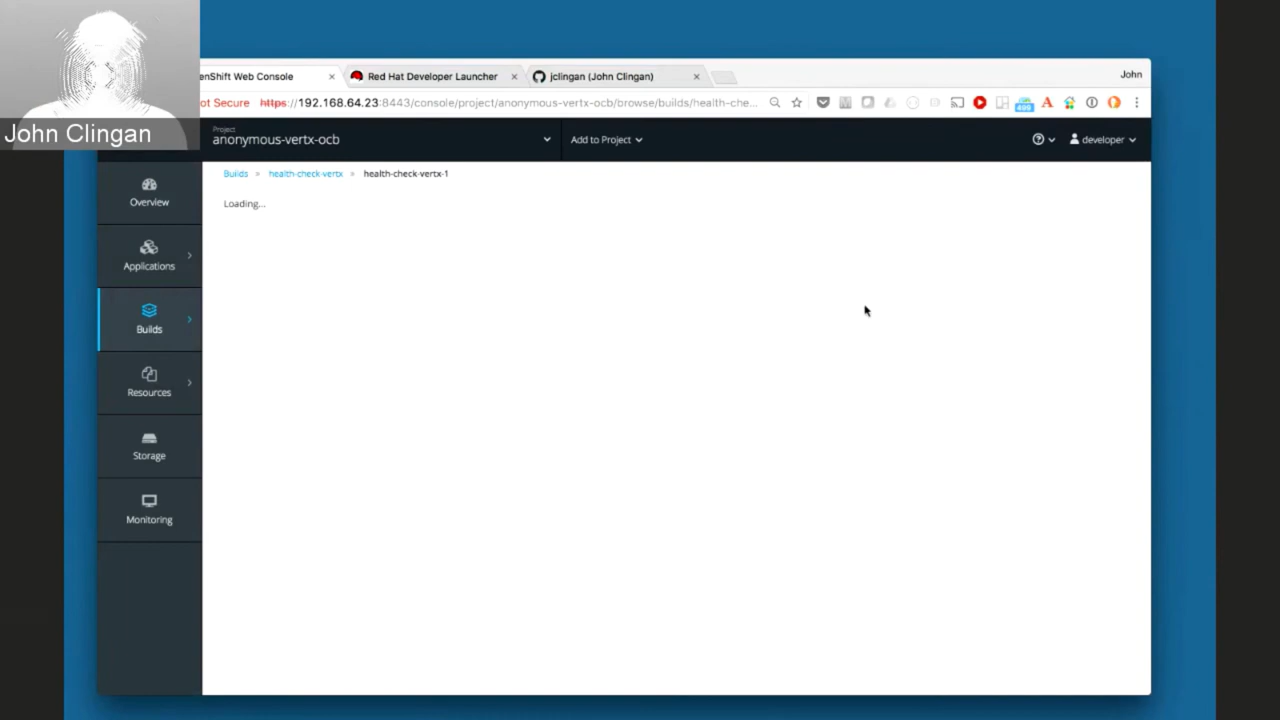 John Clingan
enShift Web Console
Red Hat Developer Launcher
jclingan (John Clingan)
John
ot Secure https://192.168.64.23:8443/console/project/anonymous-vertx-ocb/browse/builds/health-che...
Project
anonymous-vertx-ocb
Add to Project
developer
Builds » health-check-vertx » health-check-vertx-1
Loading...
Overview
Applications
Builds
Resources
Storage
Monitoring